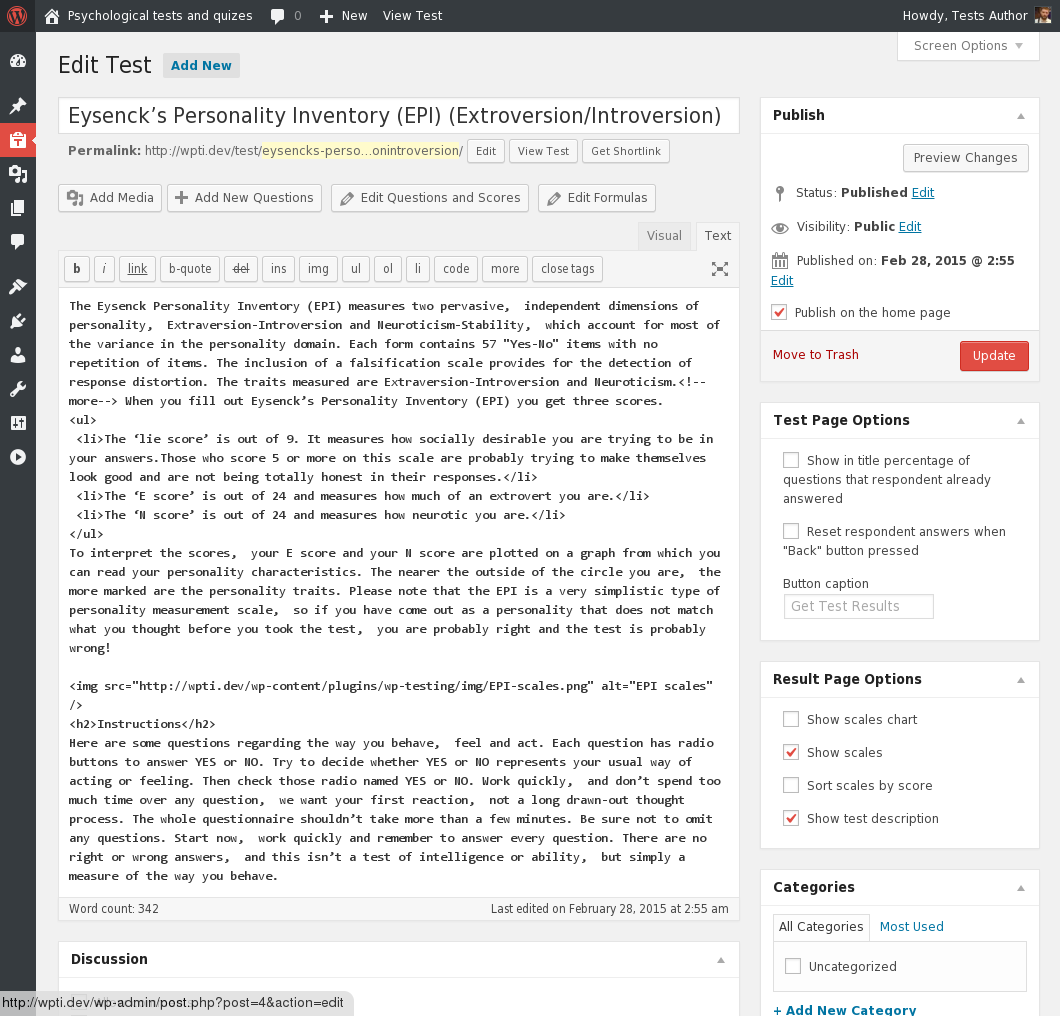 Psychological tests and quizes 0 New View Test Howdy, Tests Author
Screen Options
Edit Test Add New
Eysenck’s Personality Inventory (EPI) (Extroversion/Introversion)
Permalink: http://wpti.dev/test/eysencks-perso…onintroversion/ Edit View Test Get Shortlink
Add Media Add New Questions Edit Questions and Scores Edit Formulas
Visual Text
b i link b-quote del ins img ul ol li code more close tags
The Eysenck Personality Inventory (EPI) measures two pervasive, independent dimensions of
personality, Extraversion-Introversion and Neuroticism-Stability, which account for most of
the variance in the personality domain. Each form contains 57 "Yes-No" items with no
repetition of items. The inclusion of a falsification scale provides for the detection of
response distortion. The traits measured are Extraversion-Introversion and Neuroticism.<!--
more--> When you fill out Eysenck’s Personality Inventory (EPI) you get three scores.
<ul>
<li>The ‘lie score’ is out of 9. It measures how socially desirable you are trying to be in
your answers.Those who score 5 or more on this scale are probably trying to make themselves
look good and are not being totally honest in their responses.</li>
<li>The ‘E score’ is out of 24 and measures how much of an extrovert you are.</li>
<li>The ‘N score’ is out of 24 and measures how neurotic you are.</li>
</ul>
To interpret the scores, your E score and your N score are plotted on a graph from which you
can read your personality characteristics. The nearer the outside of the circle you are, the
more marked are the personality traits. Please note that the EPI is a very simplistic type of
personality measurement scale, so if you have come out as a personality that does not match
what you thought before you took the test, you are probably right and the test is probably
wrong!
<img src="http://wpti.dev/wp-content/plugins/wp-testing/img/EPI-scales.png" alt="EPI scales"
/>
<h2>Instructions</h2>
Here are some questions regarding the way you behave, feel and act. Each question has radio
buttons to answer YES or NO. Try to decide whether YES or NO represents your usual way of
acting or feeling. Then check those radio named YES or NO. Work quickly, and don’t spend too
much time over any question, we want your first reaction, not a long drawn-out thought
process. The whole questionnaire shouldn’t take more than a few minutes. Be sure not to omit
any questions. Start now, work quickly and remember to answer every question. There are no
right or wrong answers, and this isn’t a test of intelligence or ability, but simply a
measure of the way you behave.
Word count: 342 Last edited on February 28, 2015 at 2:55 am
Discussion
http://wpti.dev/wp-admin/post.php?post=4&action=edit
Publish
Preview Changes
Status: Published Edit
Visibility: Public Edit
Published on: Feb 28, 2015 @ 2:55
Edit
Publish on the home page
Move to Trash Update
Test Page Options
Show in title percentage of
questions that respondent already
answered
Reset respondent answers when
"Back" button pressed
Button caption
Get Test Results
Result Page Options
Show scales chart
Show scales
Sort scales by score
Show test description
Categories
All Categories Most Used
Uncategorized
+ Add New Category